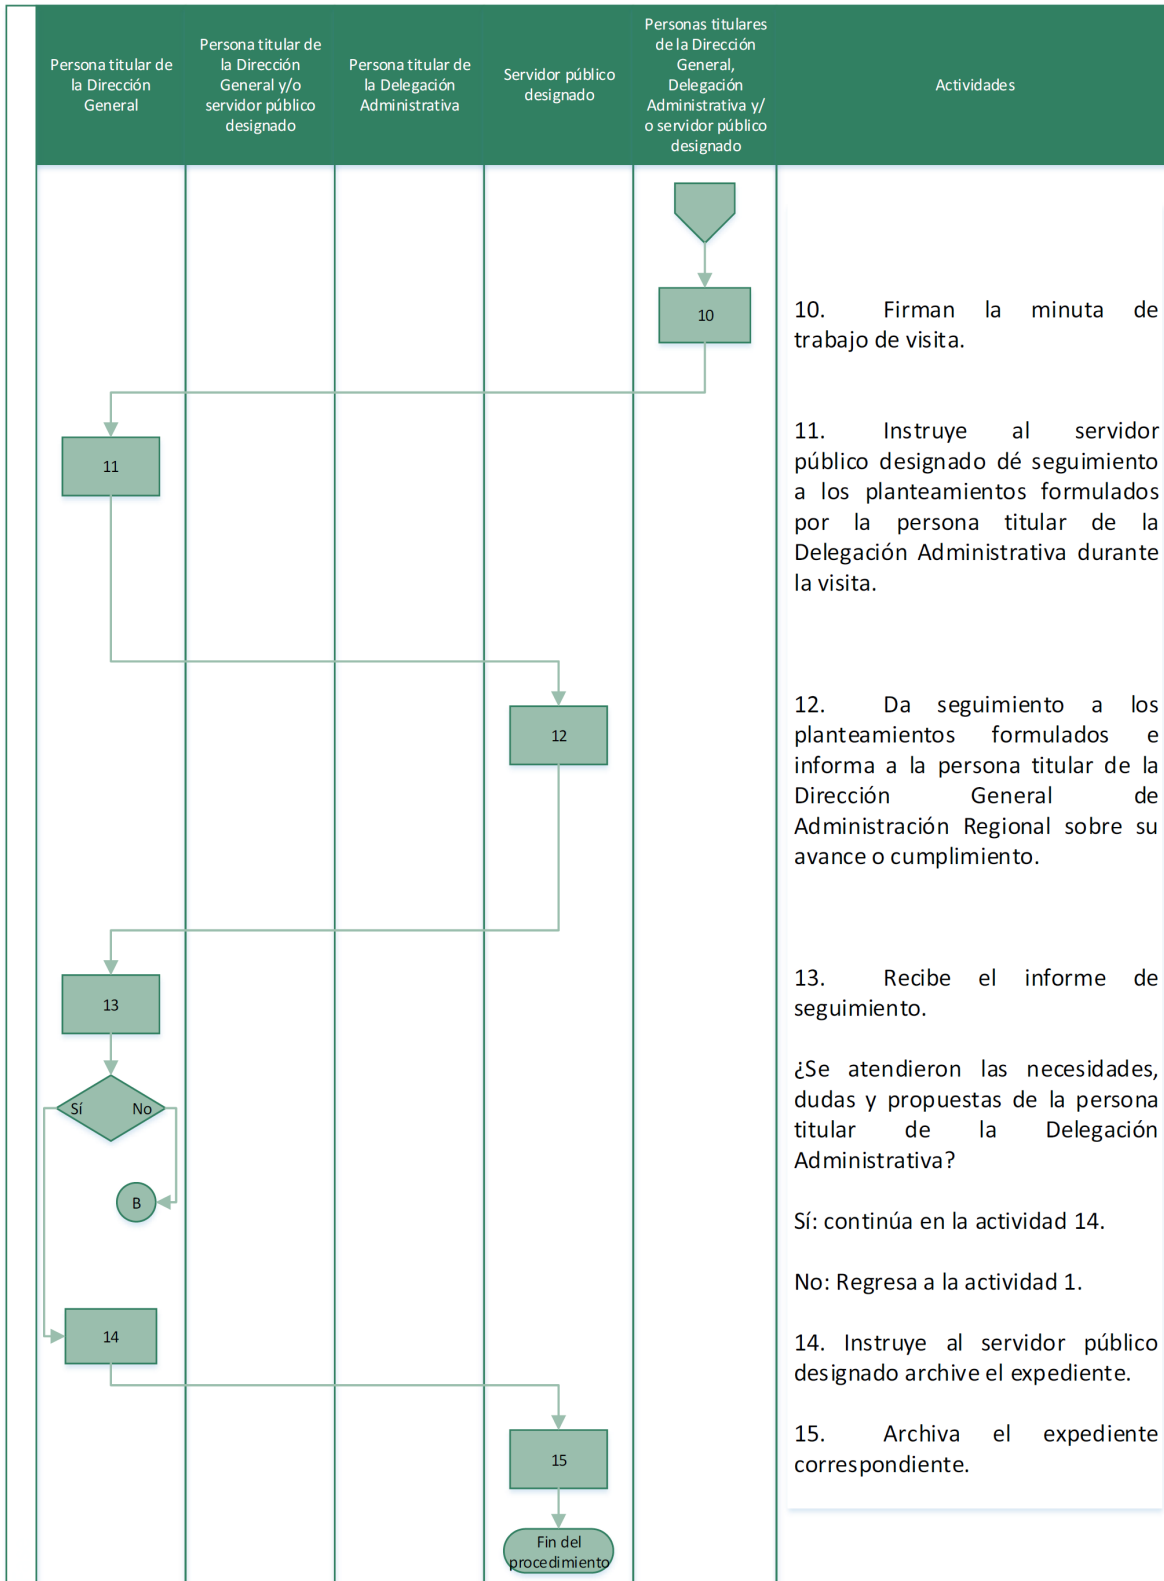 Persona titular de
la Dirección
General
Persona titular de
la Dirección
General y/o
servidor público
designado
Persona titular de
la Delegación
Administrativa
Servidor público
designado
Personas titulares
de la Dirección
General,
Delegación
Administrativa y/
o servidor público
designado
Actividades
10
10. Firman la minuta de
trabajo de visita.
11
11. Instruye al servidor
público designado dé seguimiento
a los planteamientos formulados
por la persona titular de la
Delegación Administrativa durante
la visita.
12
12. Da seguimiento a los
planteamientos formulados e
informa a la persona titular de la
Dirección General de
Administración Regional sobre su
avance o cumplimiento.
13
13. Recibe el informe de
seguimiento.
Sí No
B
¿Se atendieron las necesidades,
dudas y propuestas de la persona
titular de la Delegación
Administrativa?
Sí: continúa en la actividad 14.
No: Regresa a la actividad 1.
14
14. Instruye al servidor público
designado archive el expediente.
15
15. Archiva el expediente
correspondiente.
Fin del
procedimiento